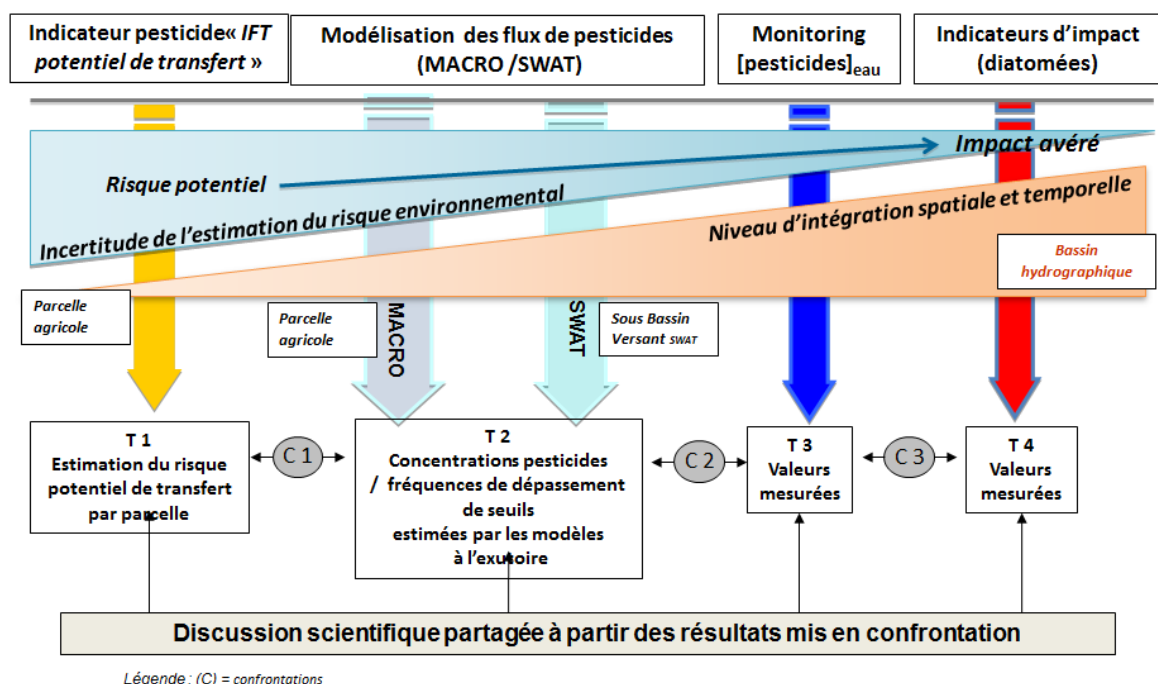 Indicateur pesticide« IFT
potentiel de transfert »
Modélisation des flux de pesticides
(MACRO /SWAT)
Monitoring
[pesticides]eau
Indicateurs d'impact
(diatomées)
Risque potentiel
Impact avéré
Incertitude de l'estimation du risque environnemental
Niveau d'intégration spatiale et temporelle
Bassin
hydrographique
Parcelle
agricole
Parcelle
agricole
MACRO
SWAT
Sous Bassin
Versant SWAT
T 1
Estimation du risque
potentiel de transfert
par parcelle
C 1
T 2
Concentrations pesticides
/ fréquences de dépassement
de seuils
estimées par les modèles
à l'exutoire
C 2
T 3
Valeurs
mesurées
C 3
T 4
Valeurs
mesurées
Discussion scientifique partagée à partir des résultats mis en confrontation
Légende : (C) = confrontations